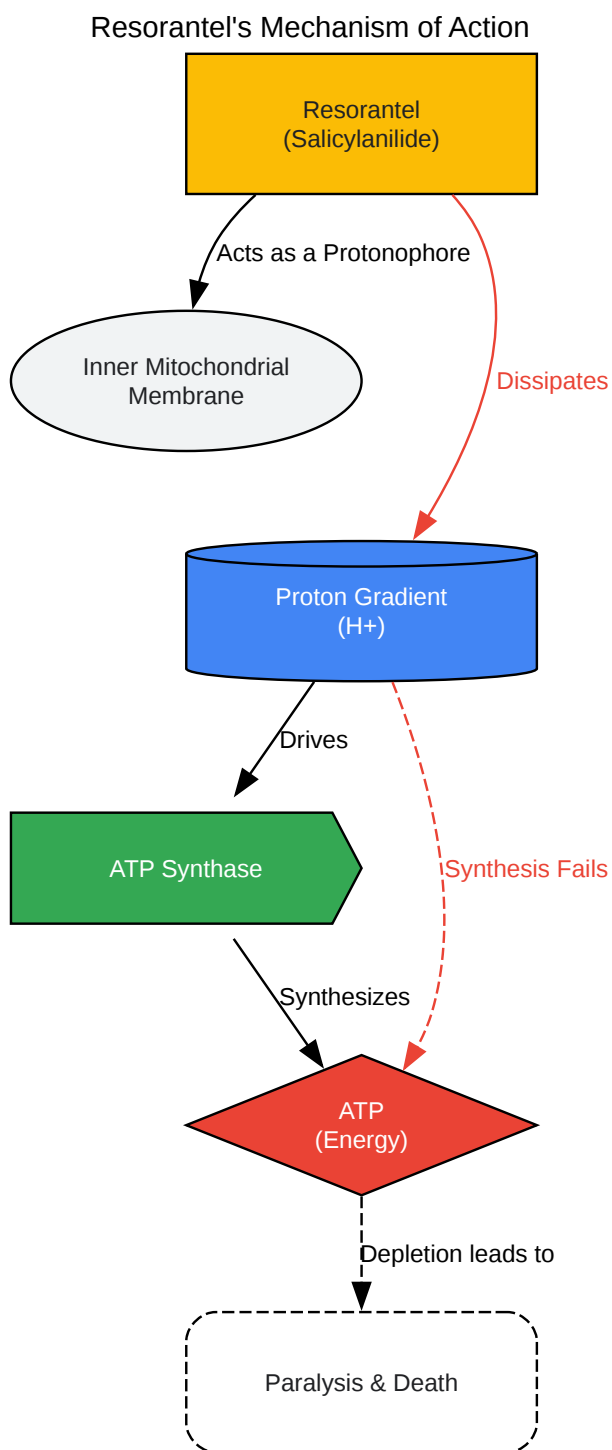 Resorantel's Mechanism of Action
Resorantel
(Salicylanilide)
Acts as a Protonophore
Inner Mitochondrial
Membrane
Dissipates
Proton Gradient
(H+)
Drives
ATP Synthase
Synthesis Fails
Synthesizes
ATP
(Energy)
Depletion leads to
Paralysis & Death